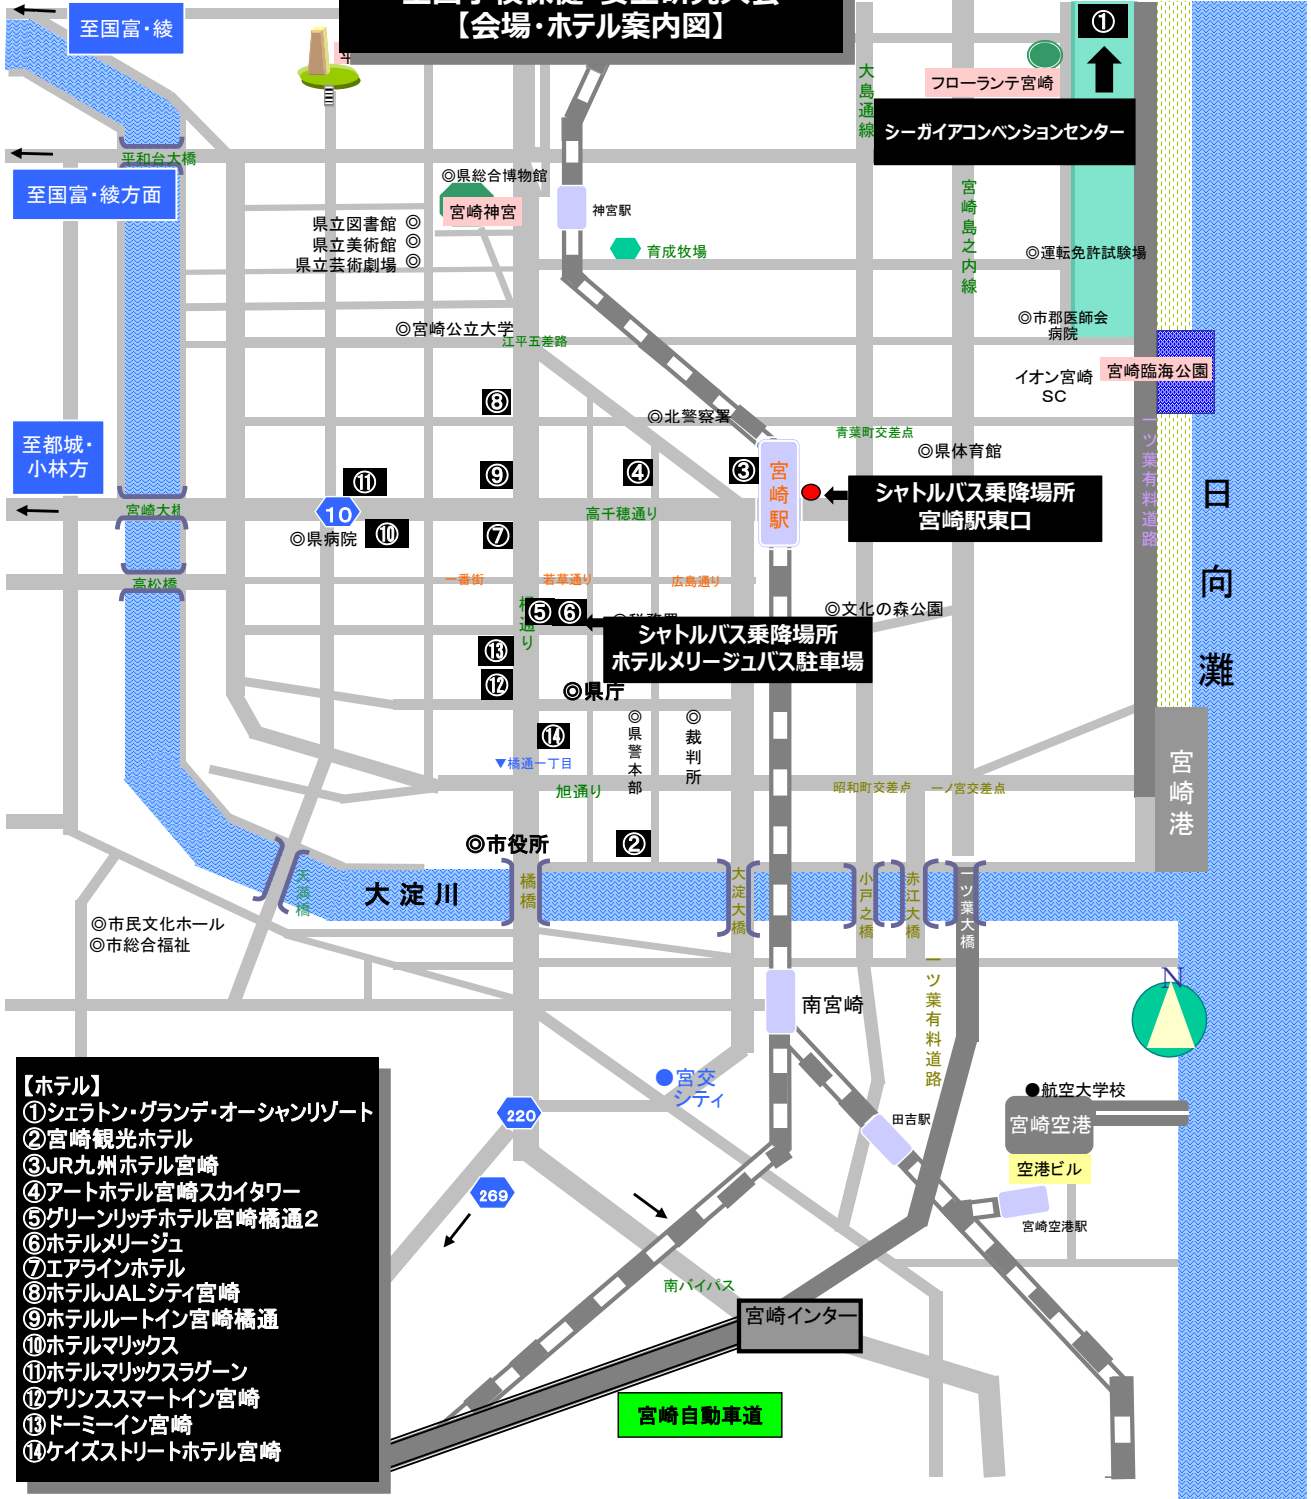 【会場・ホテル案内図】
至国富・綾
①
フローランテ宮崎
大島通線
シーガイアコンベンションセンター
平和台大橋
至国富・綾方面
◎県総合博物館
宮崎神宮
神宮駅
宮崎島之内線
県立図書館 ◎
県立美術館 ◎
県立芸術劇場 ◎
育成牧場
◎運転免許試験場
◎市郡医師会
病院
◎宮崎公立大学
江平五差路
イオン宮崎
SC
宮崎臨海公園
⑧
◎北警察署
青葉町交差点
◎県体育館
一ツ葉有料道路
至都城・
小林方
⑪
⑨
④
③
宮崎駅
シャトルバス乗降場所
宮崎駅東口
日向灘
宮崎大橋
10
◎県病院
⑩
⑦
高千穂通り
高松橋
一番街
若草通り
広島通り
橘通り
⑤
⑥
◎文化の森公園
シャトルバス乗降場所
ホテルメリージュバス駐車場
⑬
⑫
◎県庁
⑭
◎県警本部
◎裁判所
▼橘通一丁目
旭通り
昭和町交差点
一ノ宮交差点
宮崎港
◎市役所
②
天満橋
大淀川
橘橋
大淀大橋
小戸之橋
赤江大橋
一ツ葉大橋
◎市民文化ホール
◎市総合福祉
一ツ葉有料道路
南宮崎
N
●宮交
シティ
220
269
田吉駅
●航空大学校
宮崎空港
空港ビル
宮崎空港駅
南バイパス
宮崎インター
宮崎自動車道
【ホテル】
①シェラトン・グランデ・オーシャンリゾート
②宮崎観光ホテル
③JR九州ホテル宮崎
④アートホテル宮崎スカイタワー
⑤グリーンリッチホテル宮崎橘通2
⑥ホテルメリージュ
⑦エアラインホテル
⑧ホテルJALシティ宮崎
⑨ホテルルートイン宮崎橘通
⑩ホテルマリックス
⑪ホテルマリックスラグーン
⑫プリンススマートイン宮崎
⑬ドーミーイン宮崎
⑭ケイズストリートホテル宮崎